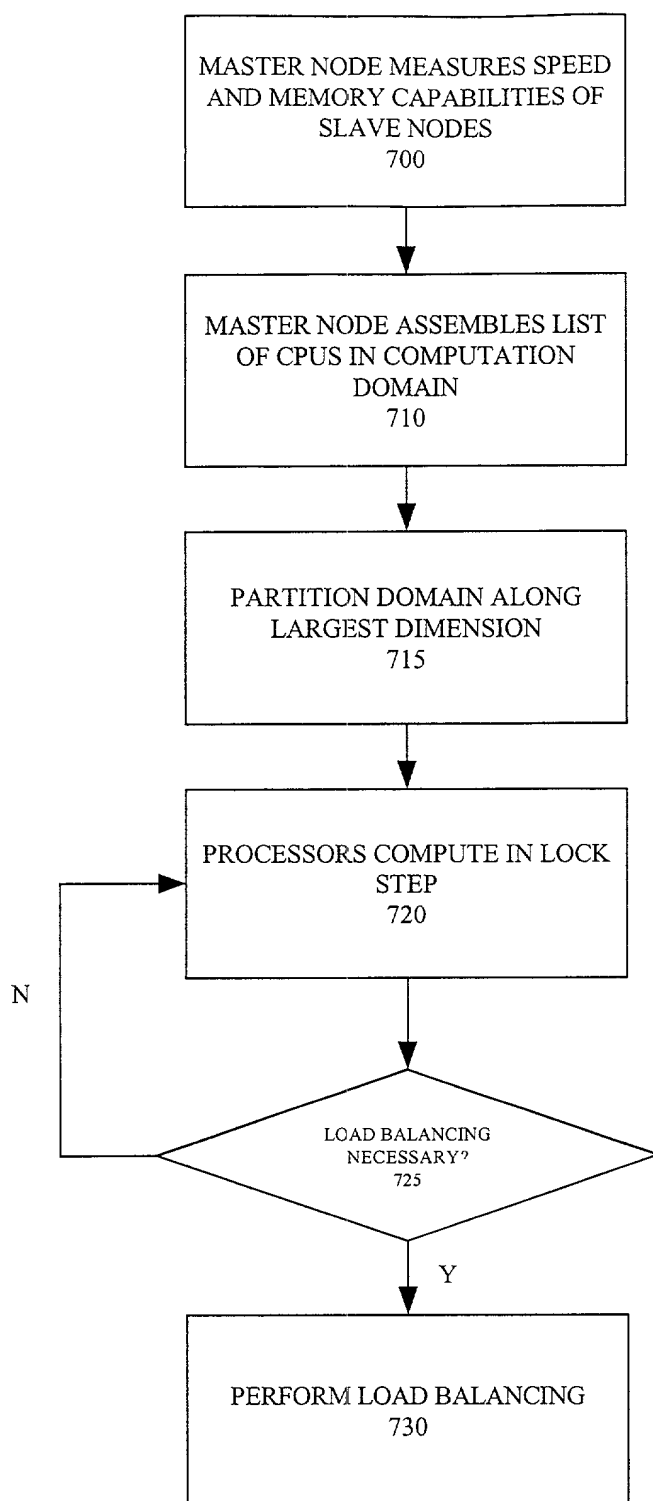 MASTER NODE MEASURES SPEED
AND MEMORY CAPABILITIES OF
SLAVE NODES
700
MASTER NODE ASSEMBLES LIST
OF CPUS IN COMPUTATION
DOMAIN
710
PARTITION DOMAIN ALONG
LARGEST DIMENSION
715
PROCESSORS COMPUTE IN LOCK
STEP
720
N
LOAD BALANCING
NECESSARY?
725
Y
PERFORM LOAD BALANCING
730